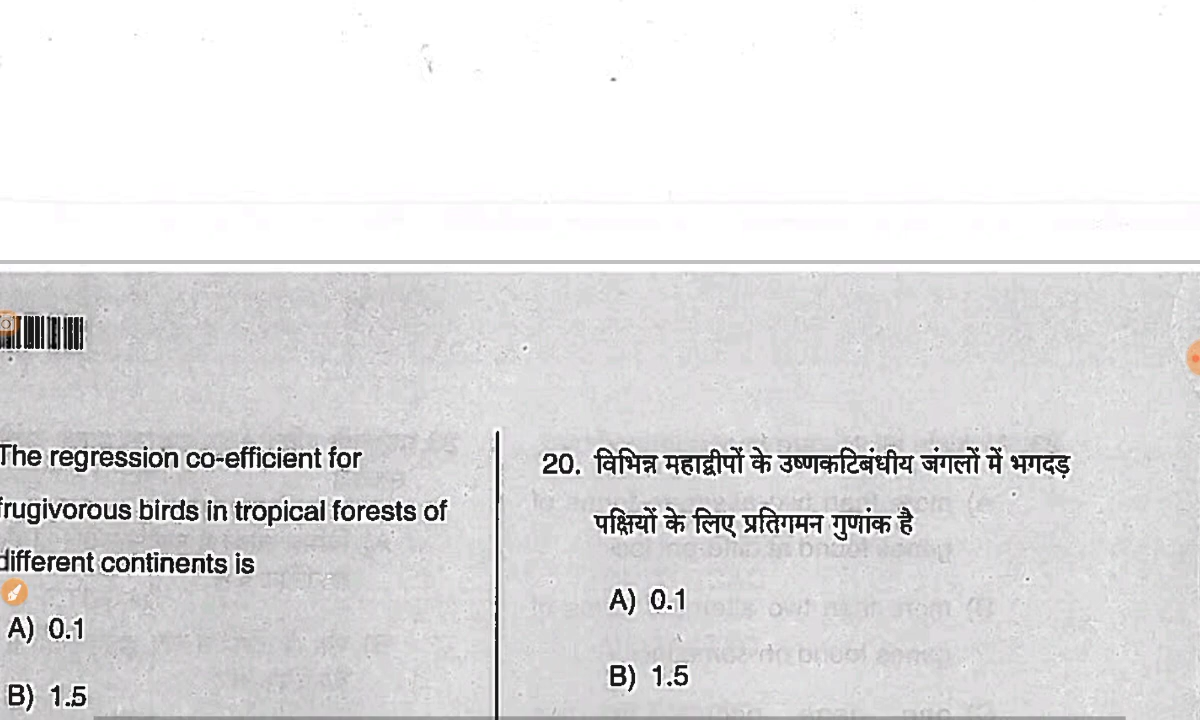 The regression co-efficient for
frugivorous birds in tropical forests of
different continents is
A) 0.1
B) 1.5
20. विभिन्न महाद्वीपों के उष्णकटिबंधीय जंगलों में भगदड़
पक्षियों के लिए प्रतिगमन गुणांक है
A) 0.1
B) 1.5